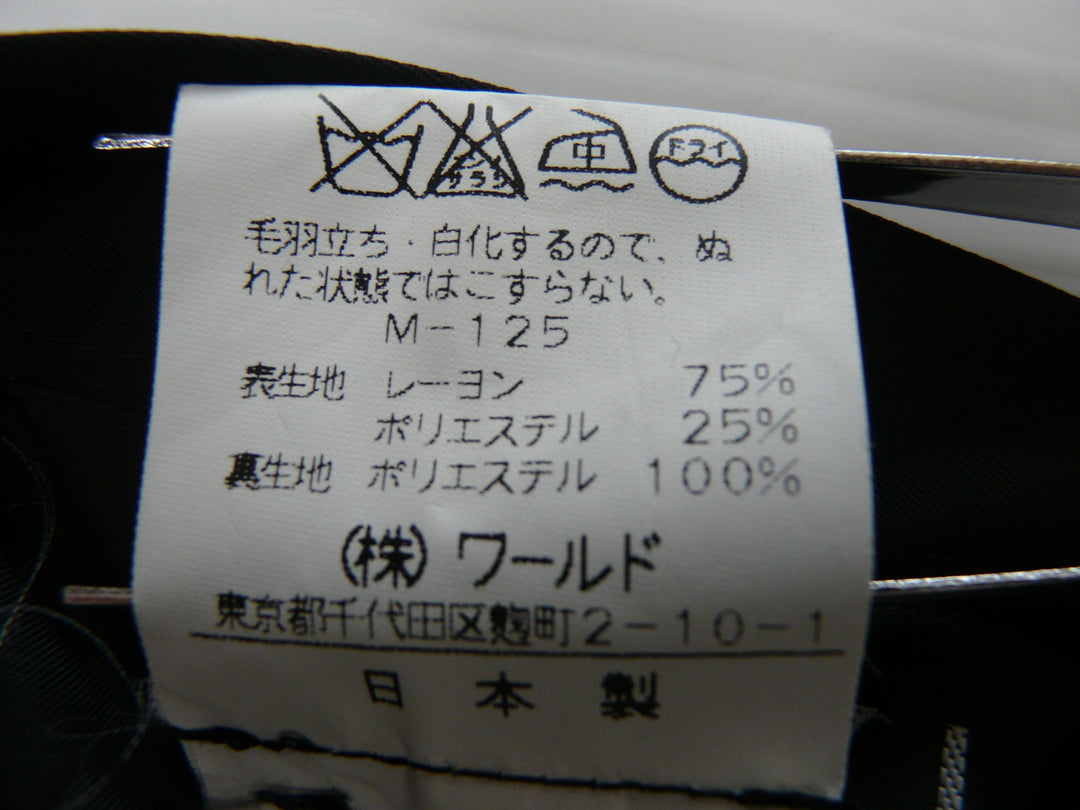 サラシ 中 ドライ
毛羽立ち・白化するので、ぬ
れた状態ではこすらない。
M-125
表生地 レーヨン 75%
ポリエステル 25%
裏生地 ポリエステル 100%
(株)ワールド
東京都千代田区麹町2-10-1
日本製